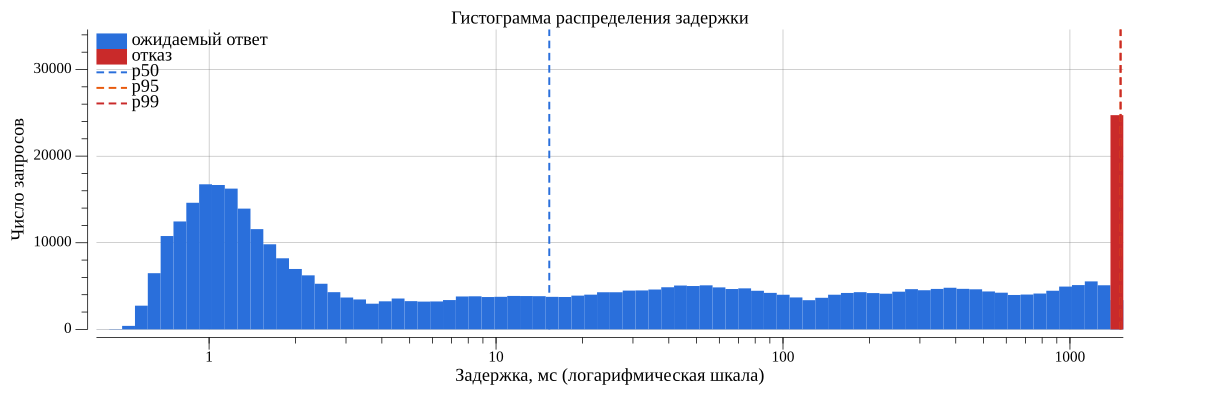 Гистограмма распределения задержки
ожидаемый ответ
отказ
p50
p95
p99
Число запросов
30000
20000
10000
0
1
10
100
1000
Задержка, мс (логарифмическая шкала)